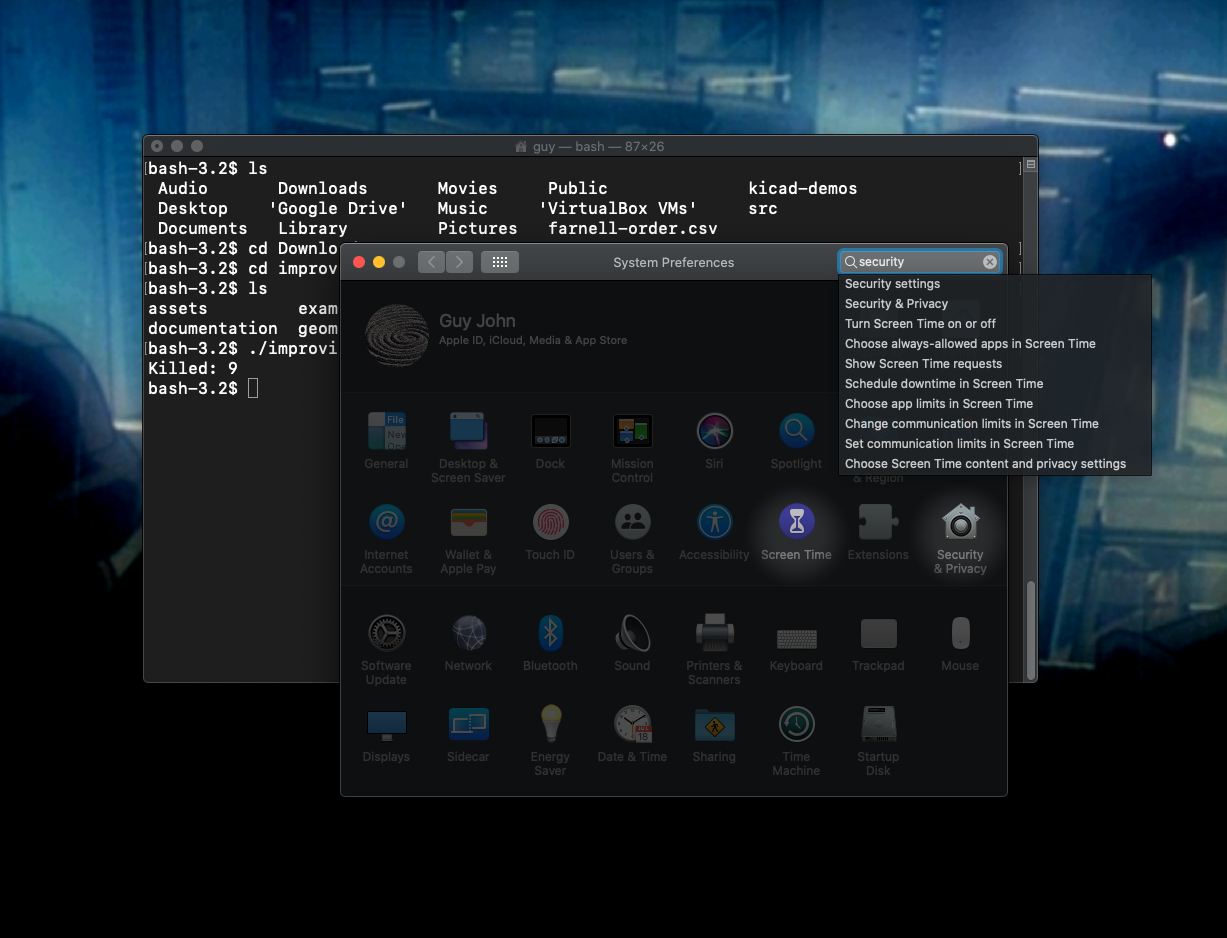 guy — bash — 87×26
bash-3.2$ ls
Audio Downloads Movies Public kicad-demos
Desktop 'Google Drive' Music 'VirtualBox VMs' src
Documents Library Pictures farnell-order.csv
bash-3.2$ cd Downlo
bash-3.2$ cd improv
bash-3.2$ ls
assets exam
documentation geom
bash-3.2$ ./improvi
Killed: 9
bash-3.2$
System Preferences
security
Security settings
Security & Privacy
Turn Screen Time on or off
Choose always-allowed apps in Screen Time
Show Screen Time requests
Schedule downtime in Screen Time
Choose app limits in Screen Time
Change communication limits in Screen Time
Set communication limits in Screen Time
Choose Screen Time content and privacy settings
Guy John
Apple ID, iCloud, Media & App Store
File
New
General
Desktop &
Screen Saver
Dock
Mission
Control
Siri
Spotlight
& Region
Internet
Accounts
Wallet &
Apple Pay
Touch ID
Users &
Groups
Accessibility
Screen Time
Extensions
Security
& Privacy
Software
Update
Network
Bluetooth
Sound
Printers &
Scanners
Keyboard
Trackpad
Mouse
Displays
Sidecar
Energy
Saver
JUL
18
Date & Time
Sharing
Time
Machine
Startup
Disk